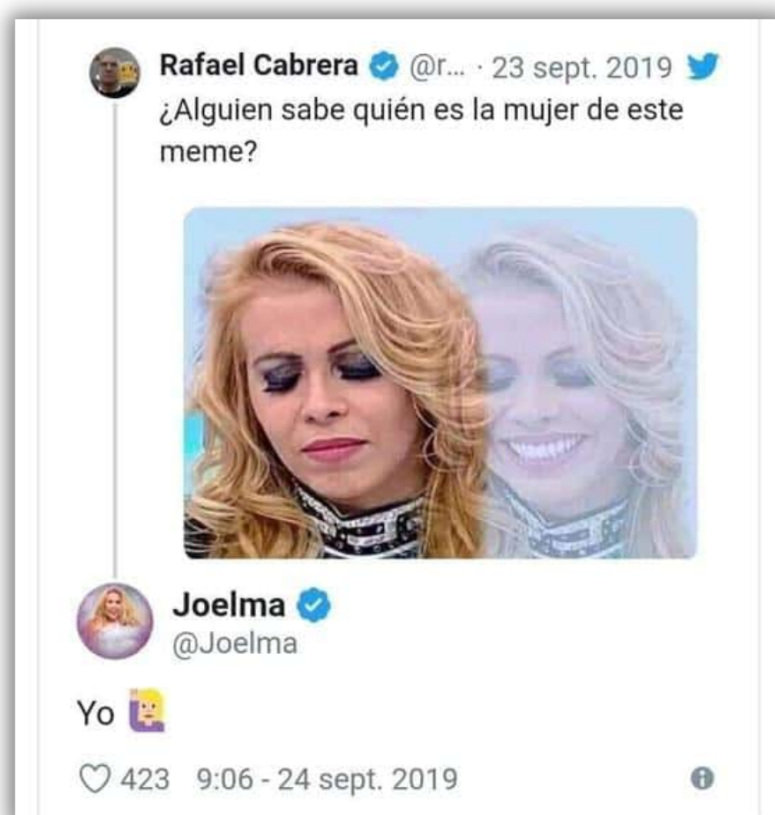 Rafael Cabrera @r... · 23 sept. 2019
¿Alguien sabe quién es la mujer de este
meme?
Joelma
@Joelma
Yo 🙋🏼‍♀️
423 9:06 - 24 sept. 2019